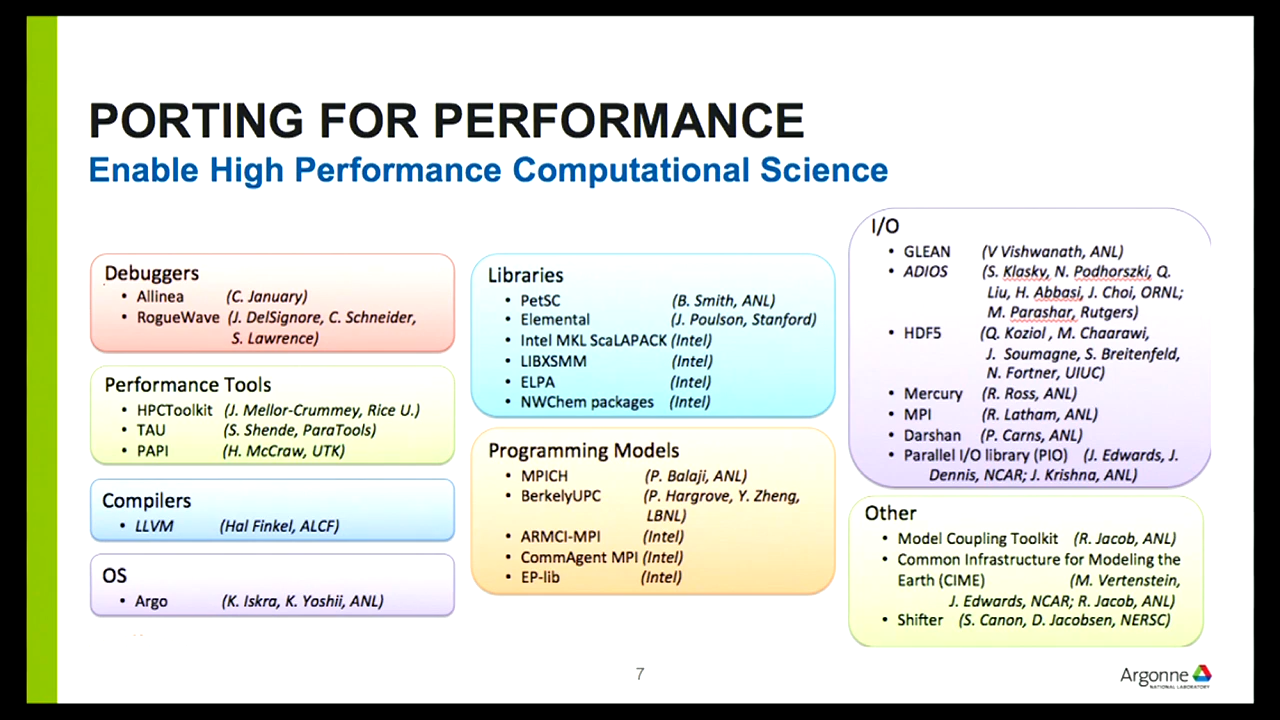 PORTING FOR PERFORMANCE
Enable High Performance Computational Science
Debuggers
• Allinea (C. January)
• RogueWave (J. DelSignore, C. Schneider,
S. Lawrence)
Performance Tools
• HPCToolkit (J. Mellor-Crummey, Rice U.)
• TAU (S. Shende, ParaTools)
• PAPI (H. McCraw, UTK)
Compilers
• LLVM (Hal Finkel, ALCF)
OS
• Argo (K. Iskra, K. Yoshii, ANL)
Libraries
• PetSC (B. Smith, ANL)
• Elemental (J. Poulson, Stanford)
• Intel MKL ScaLAPACK (Intel)
• LIBXSMM (Intel)
• ELPA (Intel)
• NWChem packages (Intel)
Programming Models
• MPICH (P. Balaji, ANL)
• BerkelyUPC (P. Hargrove, Y. Zheng,
LBNL)
• ARMCI-MPI (Intel)
• CommAgent MPI (Intel)
• EP-lib (Intel)
I/O
• GLEAN (V Vishwanath, ANL)
• ADIOS (S. Klasky, N. Podhorszki, Q.
Liu, H. Abbasi, J. Choi, ORNL;
M. Parashar, Rutgers)
• HDF5 (Q. Koziol , M. Chaarawi,
J. Soumagne, S. Breitenfeld,
N. Fortner, UIUC)
• Mercury (R. Ross, ANL)
• MPI (R. Latham, ANL)
• Darshan (P. Carns, ANL)
• Parallel I/O library (PIO) (J. Edwards, J.
Dennis, NCAR; J. Krishna, ANL)
Other
• Model Coupling Toolkit (R. Jacob, ANL)
• Common Infrastructure for Modeling the
Earth (CIME) (M. Vertenstein,
J. Edwards, NCAR; R. Jacob, ANL)
• Shifter (S. Canon, D. Jacobsen, NERSC)
7
Argonne
NATIONAL LABORATORY